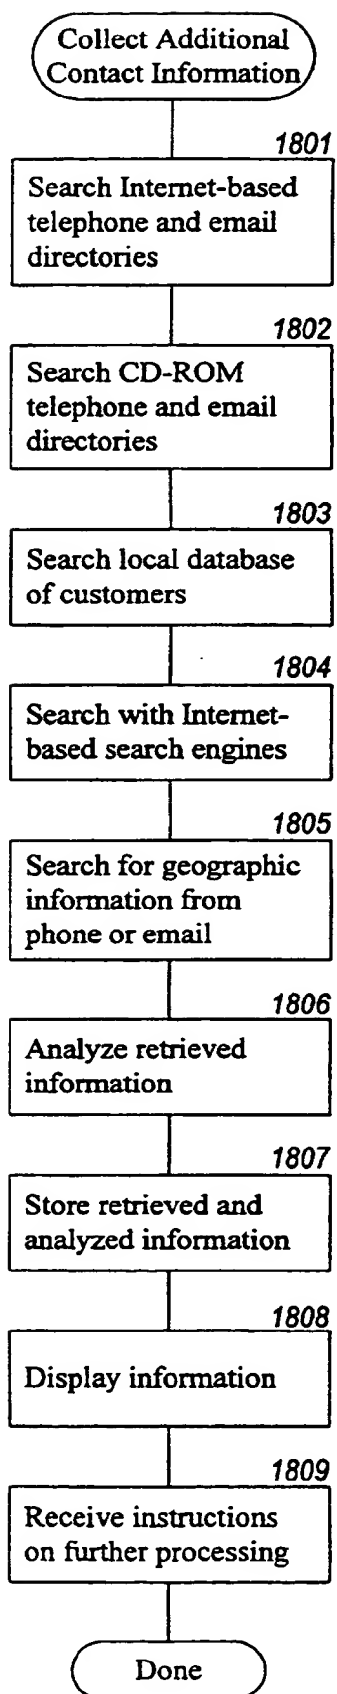 Collect Additional
Contact Information
1801
Search Internet-based
telephone and email
directories
1802
Search CD-ROM
telephone and email
directories
1803
Search local database
of customers
1804
Search with Internet-
based search engines
1805
Search for geographic
information from
phone or email
1806
Analyze retrieved
information
1807
Store retrieved and
analyzed information
1808
Display information
1809
Receive instructions
on further processing
Done